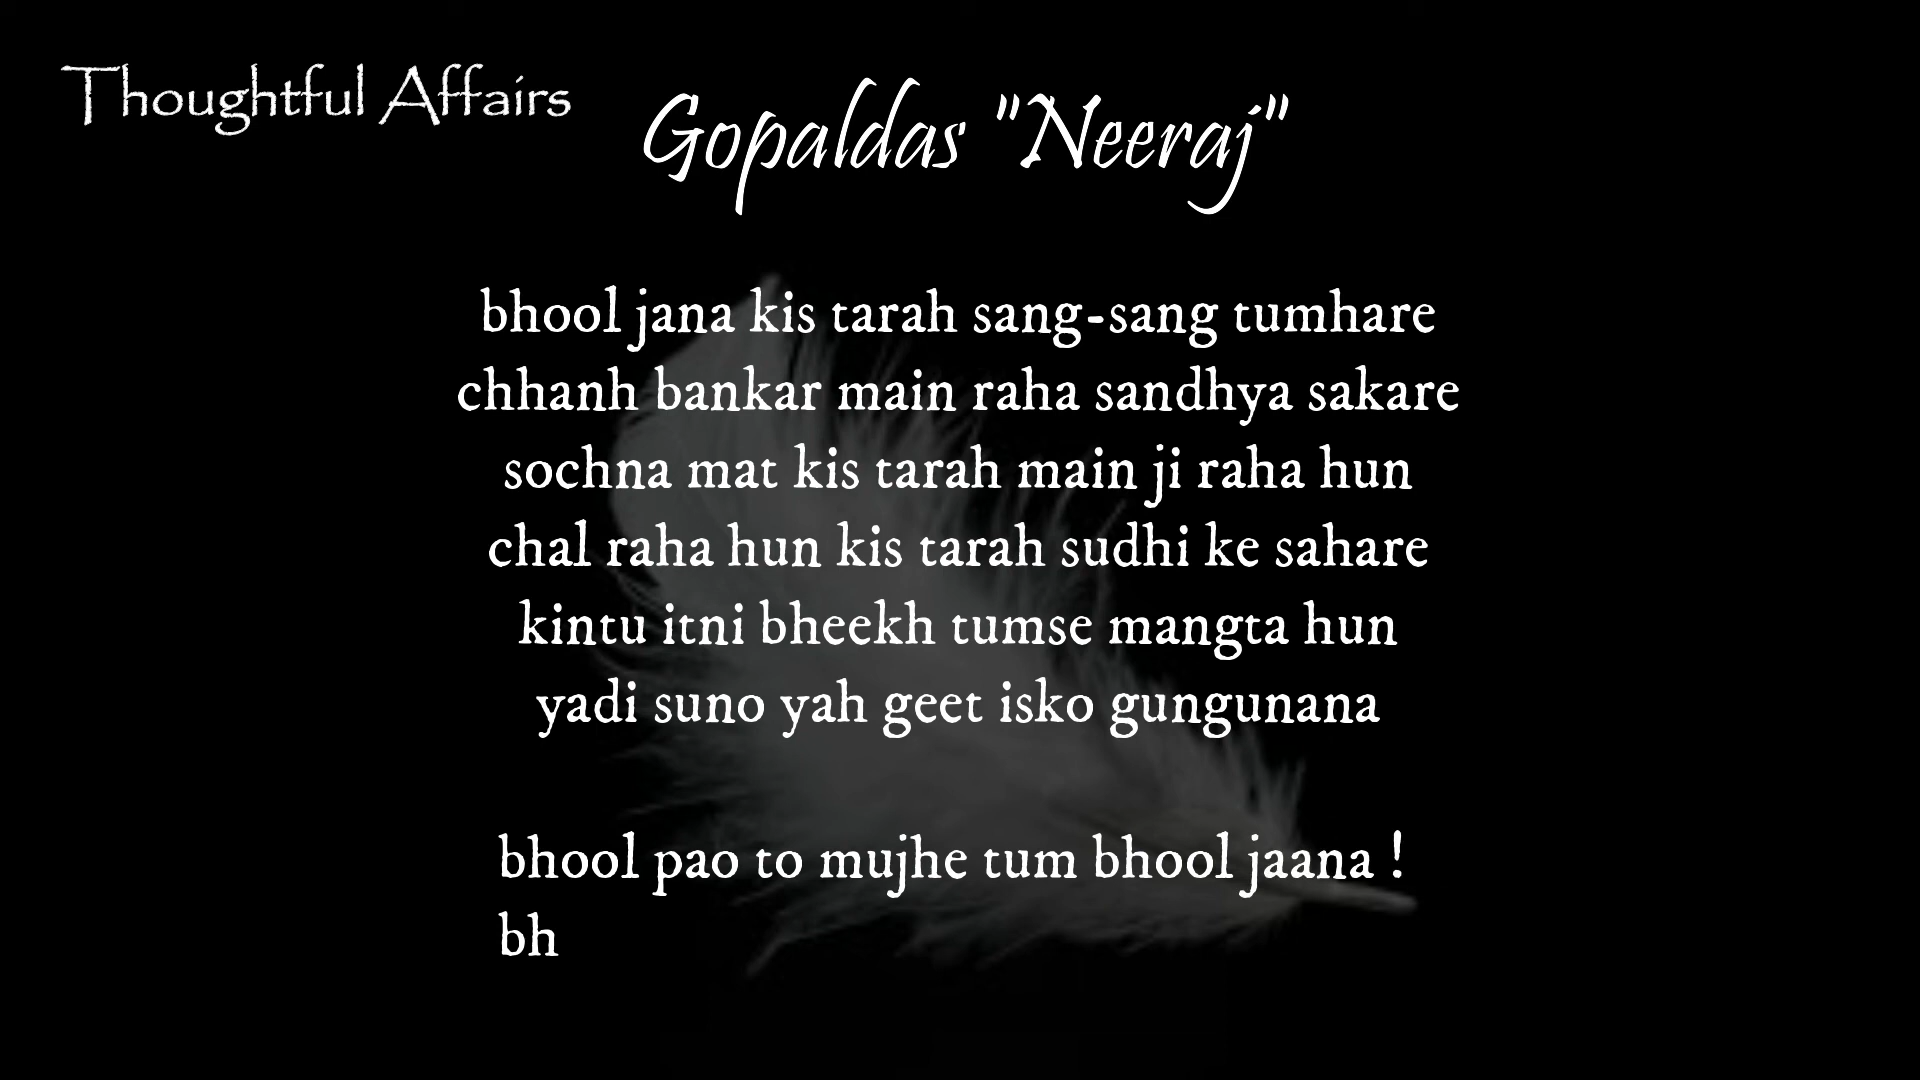 Thoughtful Affairs
Gopaldas "Neeraj"
bhool jana kis tarah sang-sang tumhare
chhanh bankar main raha sandhya sakare
sochna mat kis tarah main ji raha hun
chal raha hun kis tarah sudhi ke sahare
kintu itni bheekh tumse mangta hun
yadi suno yah geet isko gungunana
bhool pao to mujhe tum bhool jaana !
bh